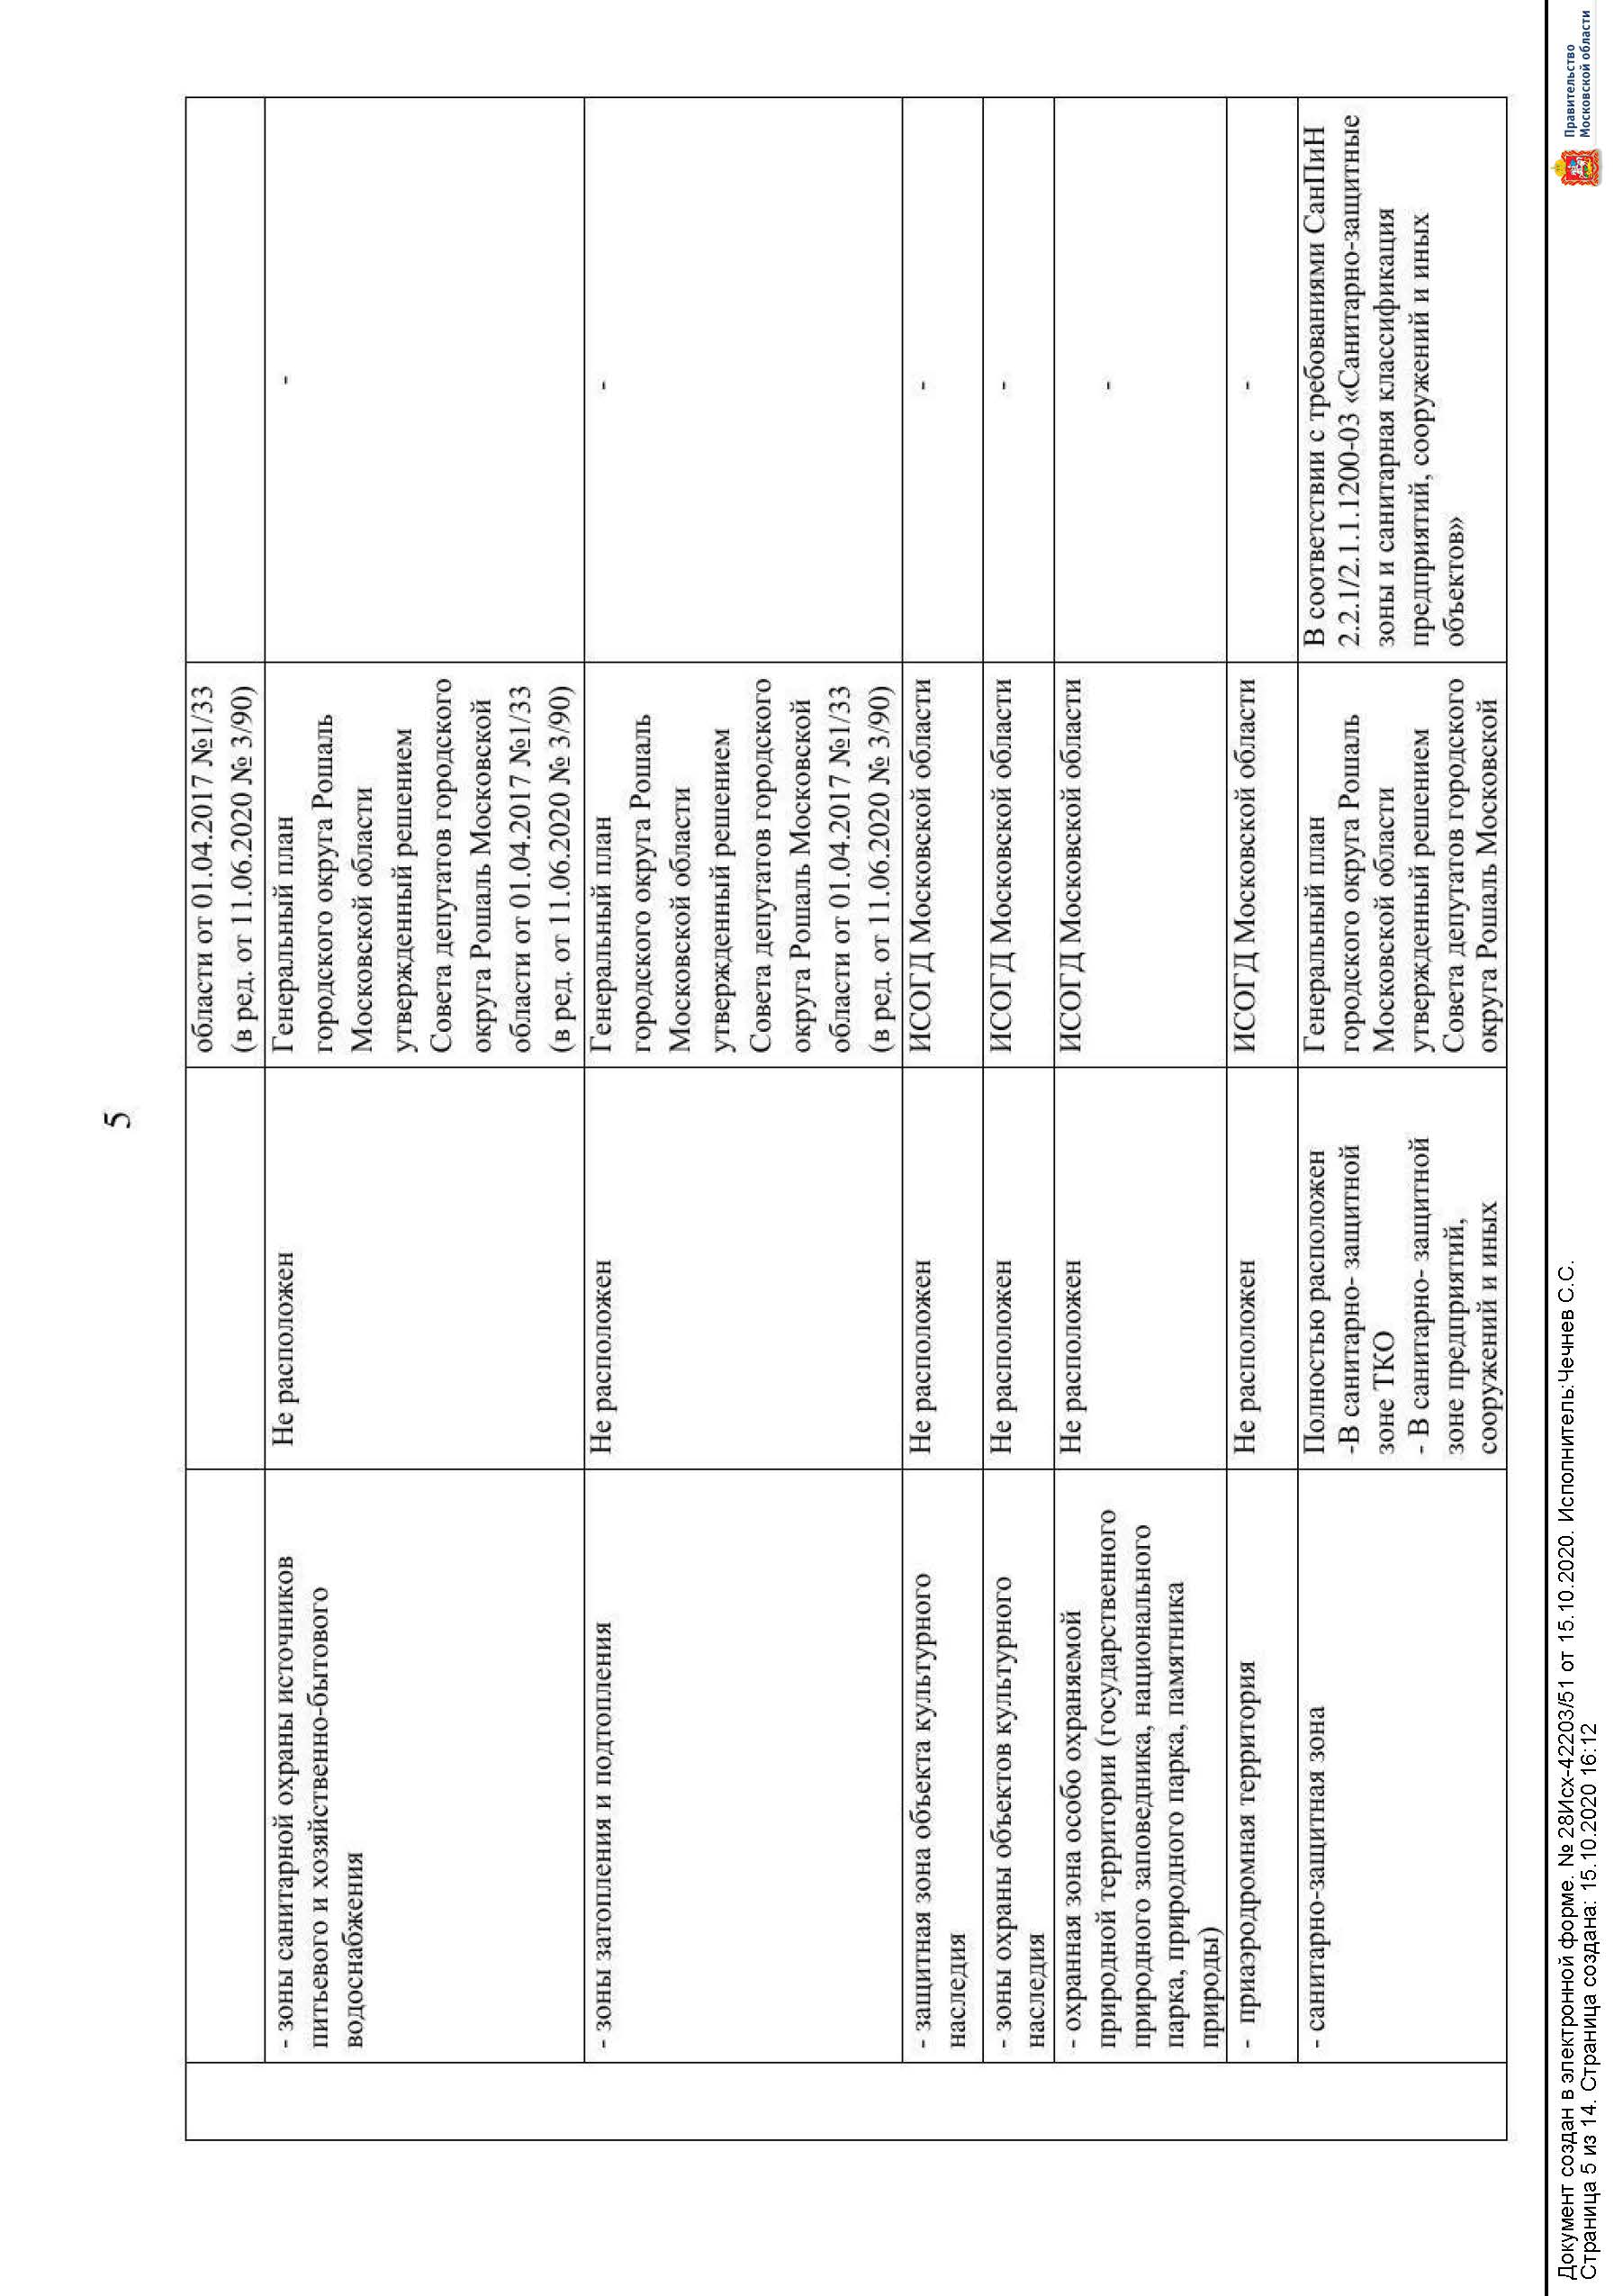 5
области от 01.04.2017 №1/33
(в ред. от 11.06.2020 № 3/90)
- зоны санитарной охраны источников
питьевого и хозяйственно-бытового
водоснабжения
Не расположен
Генеральный план
городского округа Рошаль
Московской области
утвержденный решением
Совета депутатов городского
округа Рошаль Московской
области от 01.04.2017 №1/33
(в ред. от 11.06.2020 № 3/90)
-
- зоны затопления и подтопления
Не расположен
Генеральный план
городского округа Рошаль
Московской области
утвержденный решением
Совета депутатов городского
округа Рошаль Московской
области от 01.04.2017 №1/33
(в ред. от 11.06.2020 № 3/90)
-
- защитная зона объекта культурного
наследия
Не расположен
ИСОГД Московской области
-
- зоны охраны объектов культурного
наследия
Не расположен
ИСОГД Московской области
-
- охранная зона особо охраняемой
природной территории (государственного
природного заповедника, национального
парка, природного парка, памятника
природы)
Не расположен
ИСОГД Московской области
-
- приаэродромная территория
Не расположен
ИСОГД Московской области
-
- санитарно-защитная зона
Полностью расположен
-В санитарно- защитной
зоне ТКО
- В санитарно- защитной
зоне предприятий,
сооружений и иных
Генеральный план
городского округа Рошаль
Московской области
утвержденный решением
Совета депутатов городского
округа Рошаль Московской
В соответствии с требованиями СанПиН
2.2.1/2.1.1.1200-03 «Санитарно-защитные
зоны и санитарная классификация
предприятий, сооружений и иных
объектов»
Документ создан в электронной форме. № 28Исх-42203/51 от 15.10.2020. Исполнитель:Чечнев С.С.
Страница 5 из 14. Страница создана: 15.10.2020 16:12
Правительство
Московской области